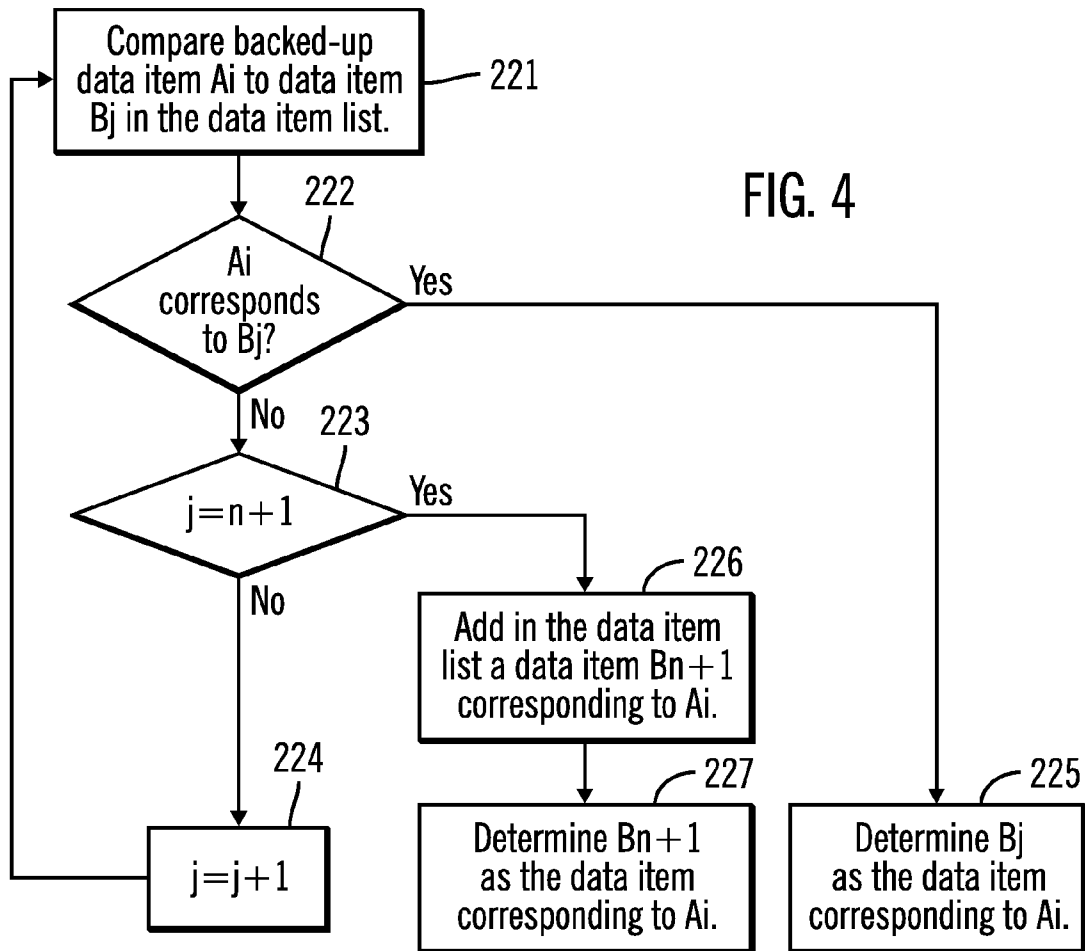 Compare backed-up
data item Ai to data item
Bj in the data item list.
221
FIG. 4
222
Ai
corresponds
to Bj?
Yes
No
223
j=n+1
Yes
No
226
Add in the data item
list a data item Bn+1
corresponding to Ai.
224
j=j+1
227
Determine Bn+1
as the data item
corresponding to Ai.
225
Determine Bj
as the data item
corresponding to Ai.